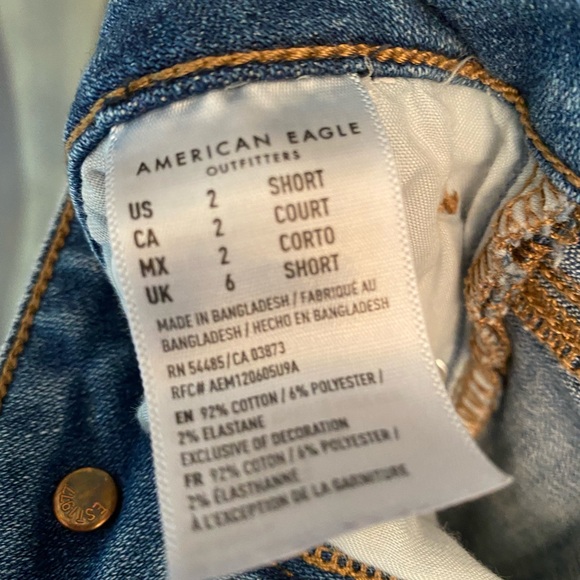 AMERICAN EAGLE
OUTFITTERS
US 2 SHORT
CA 2 COURT
MX 2 CORTO
UK 6 SHORT
MADE IN BANGLADESH / FABRIQUÉ AU
BANGLADESH / HECHO EN BANGLADESH
RN 54485/CA 03873
RFC# AEM120605U9A
EN 92% COTTON / 6% POLYESTER /
2% ELASTANE
EXCLUSIVE OF DECORATION
FR 92% COTON / 6% POLYESTER /
2% ÉLASTHANNE
À L'EXCEPTION DE LA GARNITURE